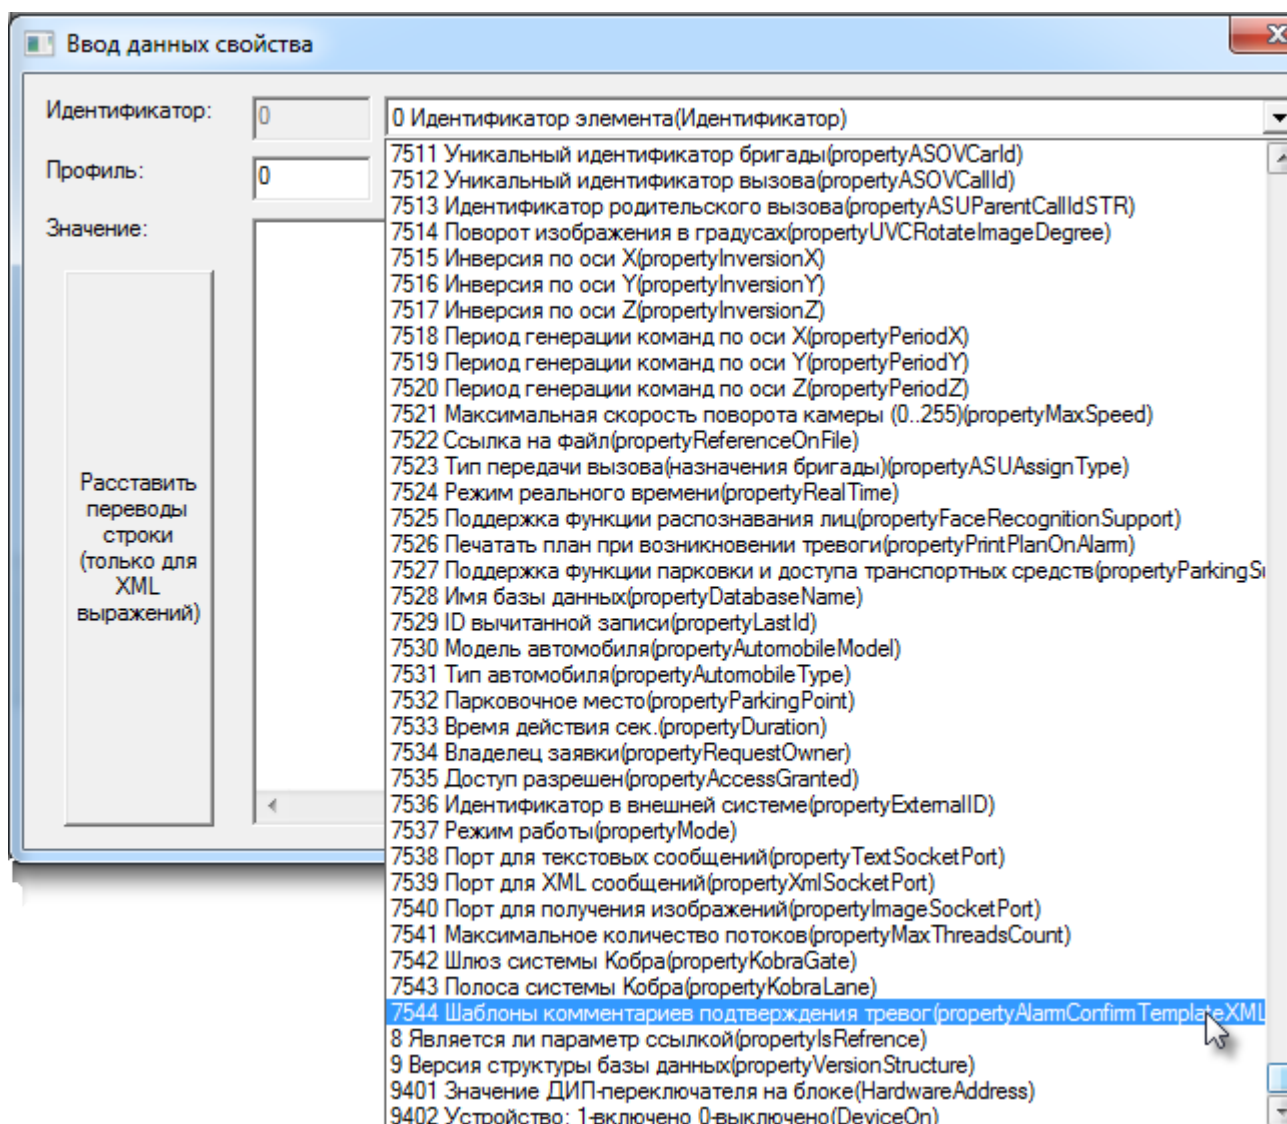 Ввод данных свойства
Идентификатор:
0
0 Идентификатор элемента(Идентификатор)
Профиль:
0
Значение:
Расставить
переводы
строки
(только для
XML
выражений)
7511 Уникальный идентификатор бригады(propertyASOVCarId)
7512 Уникальный идентификатор вызова(propertyASOVCallId)
7513 Идентификатор родительского вызова(propertyASUParentCallIdSTR)
7514 Поворот изображения в градусах(propertyUVCRotateImageDegree)
7515 Инверсия по оси X(propertyInversionX)
7516 Инверсия по оси Y(propertyInversionY)
7517 Инверсия по оси Z(propertyInversionZ)
7518 Период генерации команд по оси X(propertyPeriodX)
7519 Период генерации команд по оси Y(propertyPeriodY)
7520 Период генерации команд по оси Z(propertyPeriodZ)
7521 Максимальная скорость поворота камеры (0..255)(propertyMaxSpeed)
7522 Ссылка на файл(propertyReferenceOnFile)
7523 Тип передачи вызова(назначения бригады)(propertyASUAssignType)
7524 Режим реального времени(propertyRealTime)
7525 Поддержка функции распознавания лиц(propertyFaceRecognitionSupport)
7526 Печатать план при возникновении тревоги(propertyPrintPlanOnAlarm)
7527 Поддержка функции парковки и доступа транспортных средств(propertyParkingSu
7528 Имя базы данных(propertyDatabaseName)
7529 ID вычитанной записи(propertyLastId)
7530 Модель автомобиля(propertyAutomobileModel)
7531 Тип автомобиля(propertyAutomobileType)
7532 Парковочное место(propertyParkingPoint)
7533 Время действия сек.(propertyDuration)
7534 Владелец заявки(propertyRequestOwner)
7535 Доступ разрешен(propertyAccessGranted)
7536 Идентификатор в внешней системе(propertyExternalID)
7537 Режим работы(propertyMode)
7538 Порт для текстовых сообщений(propertyTextSocketPort)
7539 Порт для XML сообщений(propertyXmlSocketPort)
7540 Порт для получения изображений(propertyImageSocketPort)
7541 Максимальное количество потоков(propertyMaxThreadsCount)
7542 Шлюз системы Кобра(propertyKobraGate)
7543 Полоса системы Кобра(propertyKobraLane)
7544 Шаблоны комментариев подтверждения тревог(propertyAlarmConfirmTemplateXML
8 Является ли параметр ссылкой(propertyIsRefrence)
9 Версия структуры базы данных(propertyVersionStructure)
9401 Значение ДИП-переключателя на блоке(HardwareAddress)
9402 Устройство: 1-включено 0-выключено(DeviceOn)